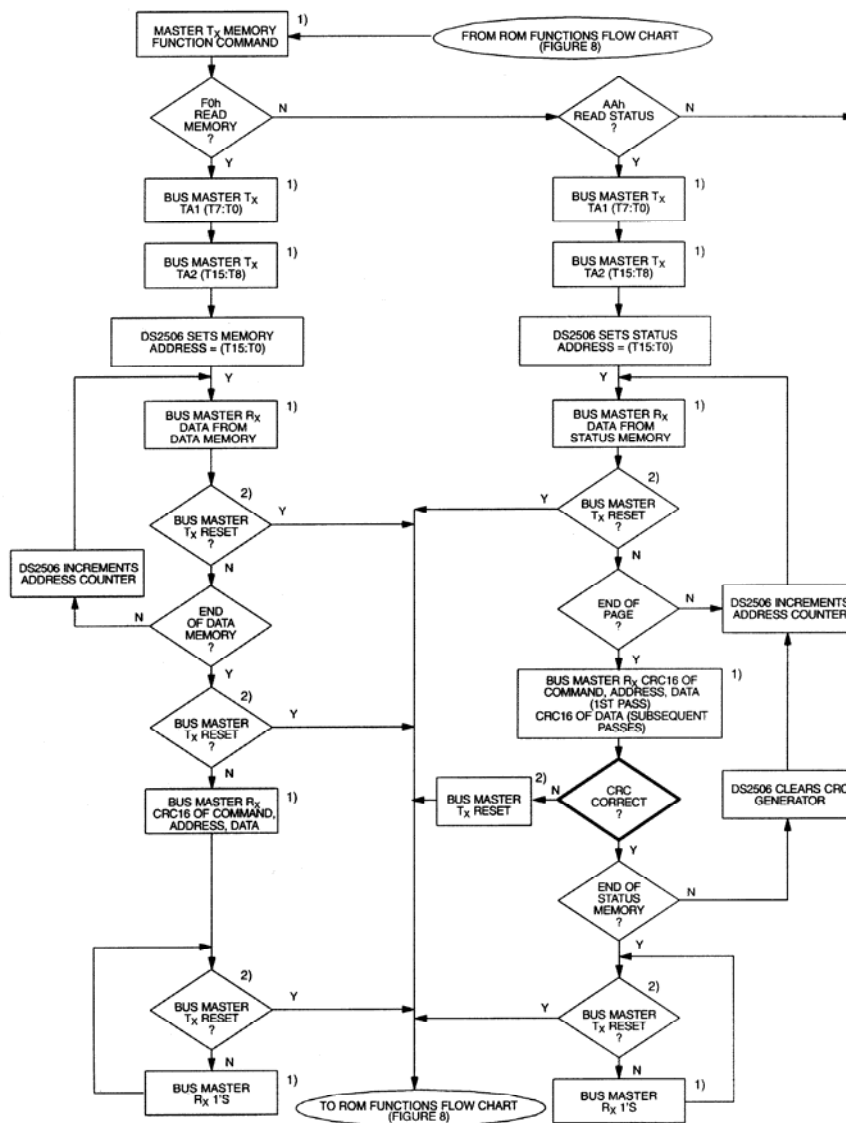 MASTER TX MEMORY
FUNCTION COMMAND
1)
FROM ROM FUNCTIONS FLOW CHART
(FIGURE 8)
F0h
READ
MEMORY
?
N
Y
AAh
READ STATUS
?
N
Y
BUS MASTER TX
TA1 (T7:T0)
1)
BUS MASTER TX
TA1 (T7:T0)
1)
BUS MASTER TX
TA2 (T15:T8)
1)
BUS MASTER TX
TA2 (T15:T8)
1)
DS2506 SETS MEMORY
ADDRESS = (T15:T0)
Y
DS2506 SETS STATUS
ADDRESS = (T15:T0)
Y
BUS MASTER RX
DATA FROM
DATA MEMORY
1)
BUS MASTER RX
DATA FROM
STATUS MEMORY
1)
BUS MASTER
TX RESET
?
2)
Y
N
BUS MASTER
TX RESET
?
2)
Y
N
DS2506 INCREMENTS
ADDRESS COUNTER
END
OF DATA
MEMORY
?
N
Y
END OF
PAGE
?
N
Y
DS2506 INCREMENTS
ADDRESS COUNTER
BUS MASTER
TX RESET
?
2)
Y
N
BUS MASTER RX CRC16 OF
COMMAND, ADDRESS, DATA
(1ST PASS)
CRC16 OF DATA (SUBSEQUENT
PASSES)
1)
BUS MASTER RX
CRC16 OF COMMAND,
ADDRESS, DATA
1)
BUS MASTER
TX RESET
2)
N
CRC
CORRECT
?
Y
DS2506 CLEARS CRC
GENERATOR
END OF
STATUS
MEMORY
?
N
Y
BUS MASTER
TX RESET
?
2)
Y
N
BUS MASTER
TX RESET
?
2)
Y
N
BUS MASTER
RX 1'S
1)
TO ROM FUNCTIONS FLOW CHART
(FIGURE 8)
BUS MASTER
RX 1'S
1)